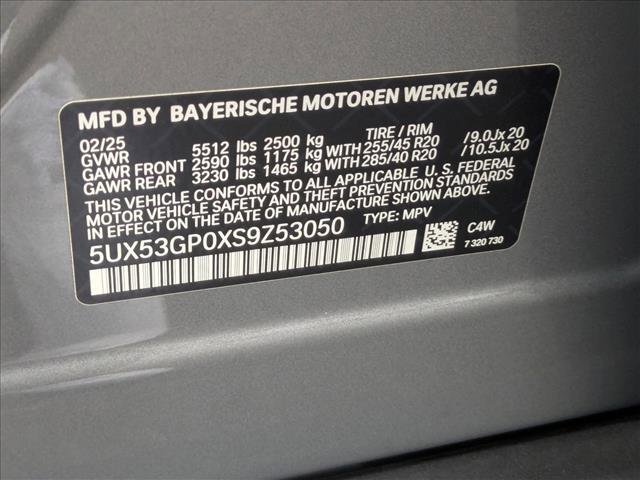 MFD BY BAYERISCHE MOTOREN WERKE AG
02/25
GVWR 5512 lbs 2500 kg TIRE / RIM
GAWR FRONT 2590 lbs 1175 kg WITH 255/45 R20 /9.0Jx20
GAWR REAR 3230 lbs 1465 kg WITH 285/40 R20 /10.5Jx20
THIS VEHICLE CONFORMS TO ALL APPLICABLE U. S. FEDERAL
SAFETY, BUMPER, AND THEFT PREVENTION STANDARDS
IN EFFECT ON THE DATE OF MANUFACTURE SHOWN ABOVE.
5UX53GP0XS9Z53050 TYPE: MPV
C4W
7 320 730